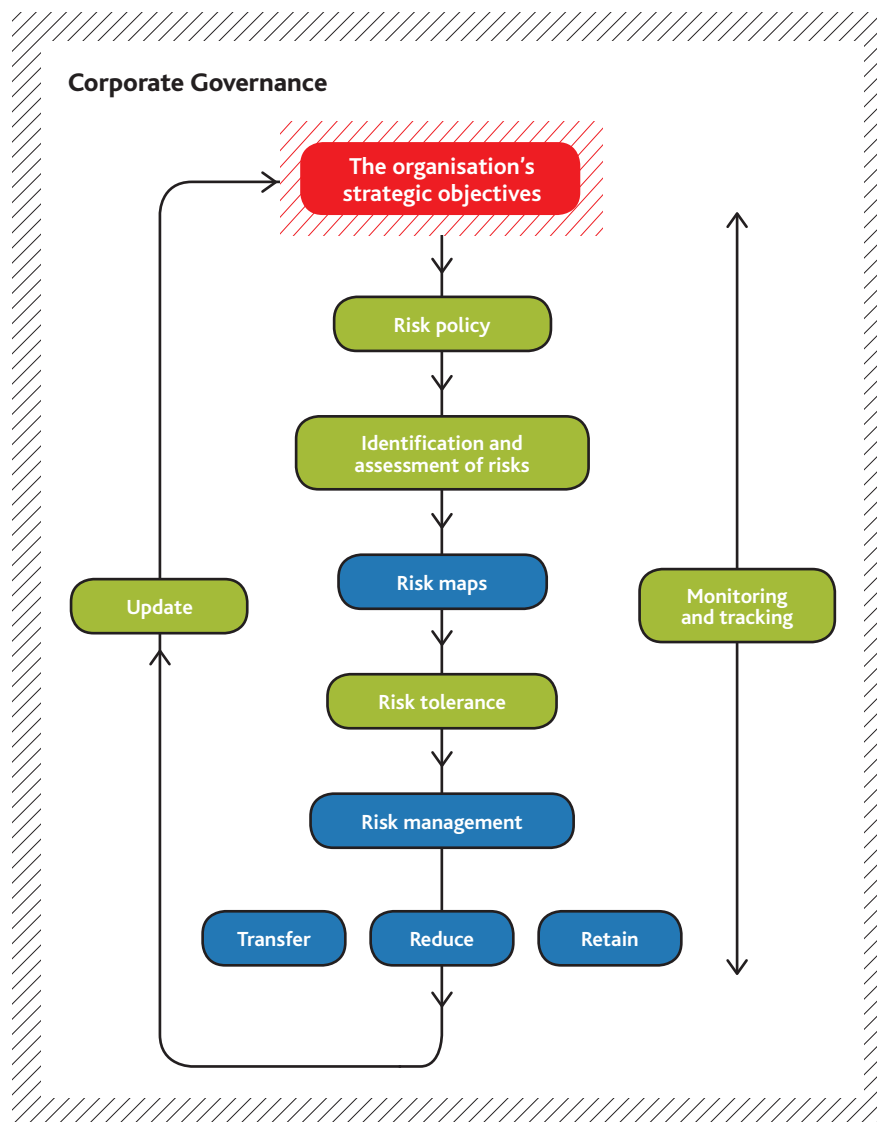 Corporate Governance
The organisation’s
strategic objectives
Risk policy
Identification and
assessment of risks
Risk maps
Update
Monitoring
and tracking
Risk tolerance
Risk management
Transfer
Reduce
Retain